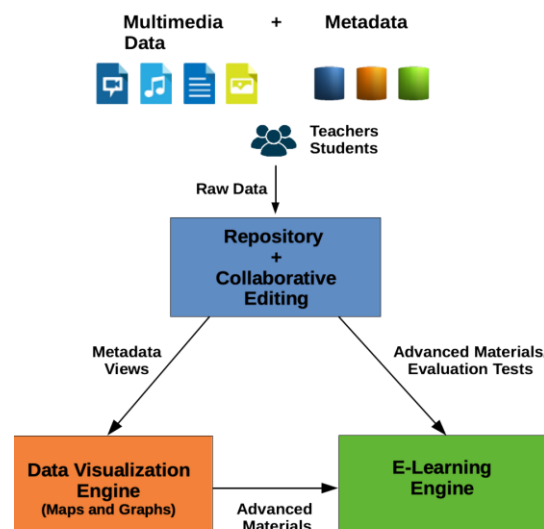 Multimedia + Metadata
Data
Teachers
Students
Raw Data
Repository
+
Collaborative
Editing
Metadata
Views
Advanced Materials,
Evaluation Tests
Data Visualization
Engine
(Maps and Graphs)
E-Learning
Engine
Advanced
Materials